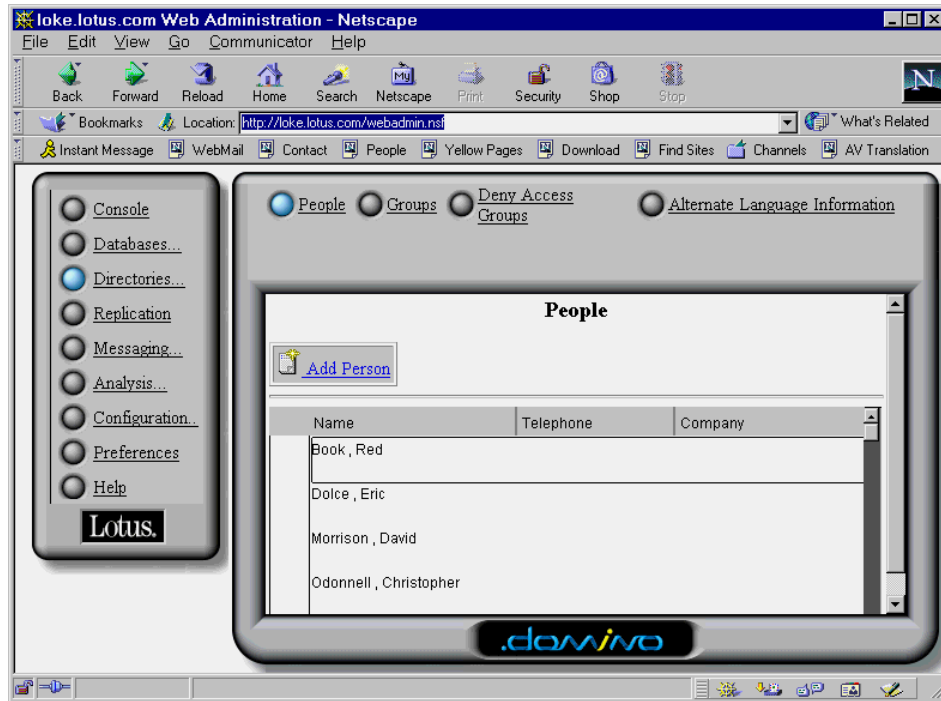 loke.lotus.com Web Administration - Netscape
File Edit View Go Communicator Help
Back Forward Reload Home Search Netscape Print Security Shop Stop
My
N
Bookmarks Location: http://loke.lotus.com/webadmin.nsf What's Related
Instant Message WebMail Contact People Yellow Pages Download Find Sites Channels AV Translation
Console
Databases...
Directories...
Replication
Messaging...
Analysis...
Configuration..
Preferences
Help
Lotus.
People Groups Deny Access Groups Alternate Language Information
People
Add Person
Name Telephone Company
Book , Red
Dolce , Eric
Morrison , David
Odonnell , Christopher
.domino